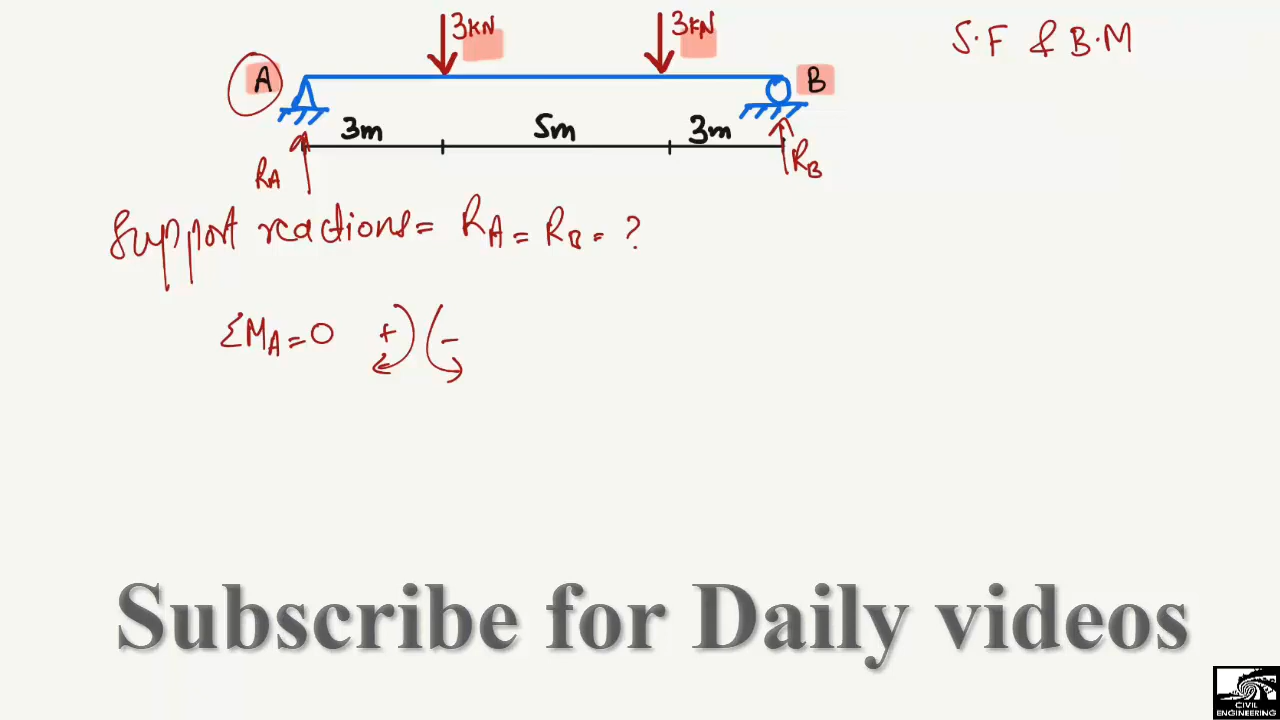 3KN 3KN S.F & B.M
A B
3m 5m 3m
RA RB
Support reactions = RA = RB = ?
ΣMA = 0 + -
Subscribe for Daily videos
CIVIL
ENGINEERING